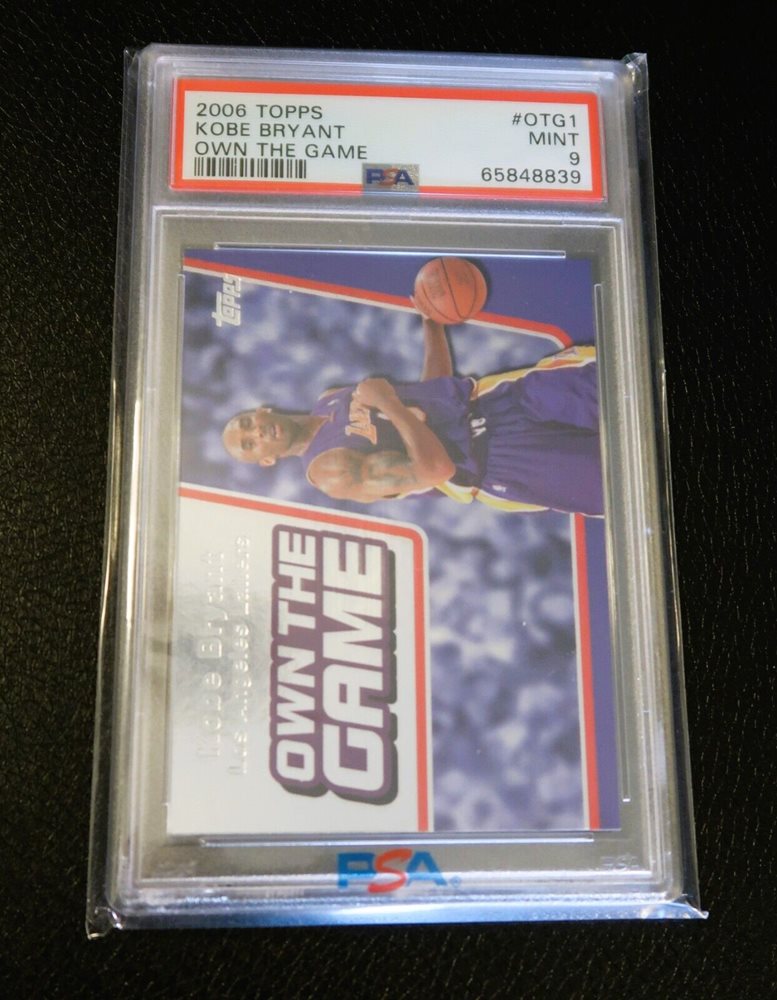 2006 TOPPS #OTG1
KOBE BRYANT MINT
OWN THE GAME 9
PSA 65848839
topps
OWN THE
GAME
Kobe Bryant
Los Angeles Lakers
PSA